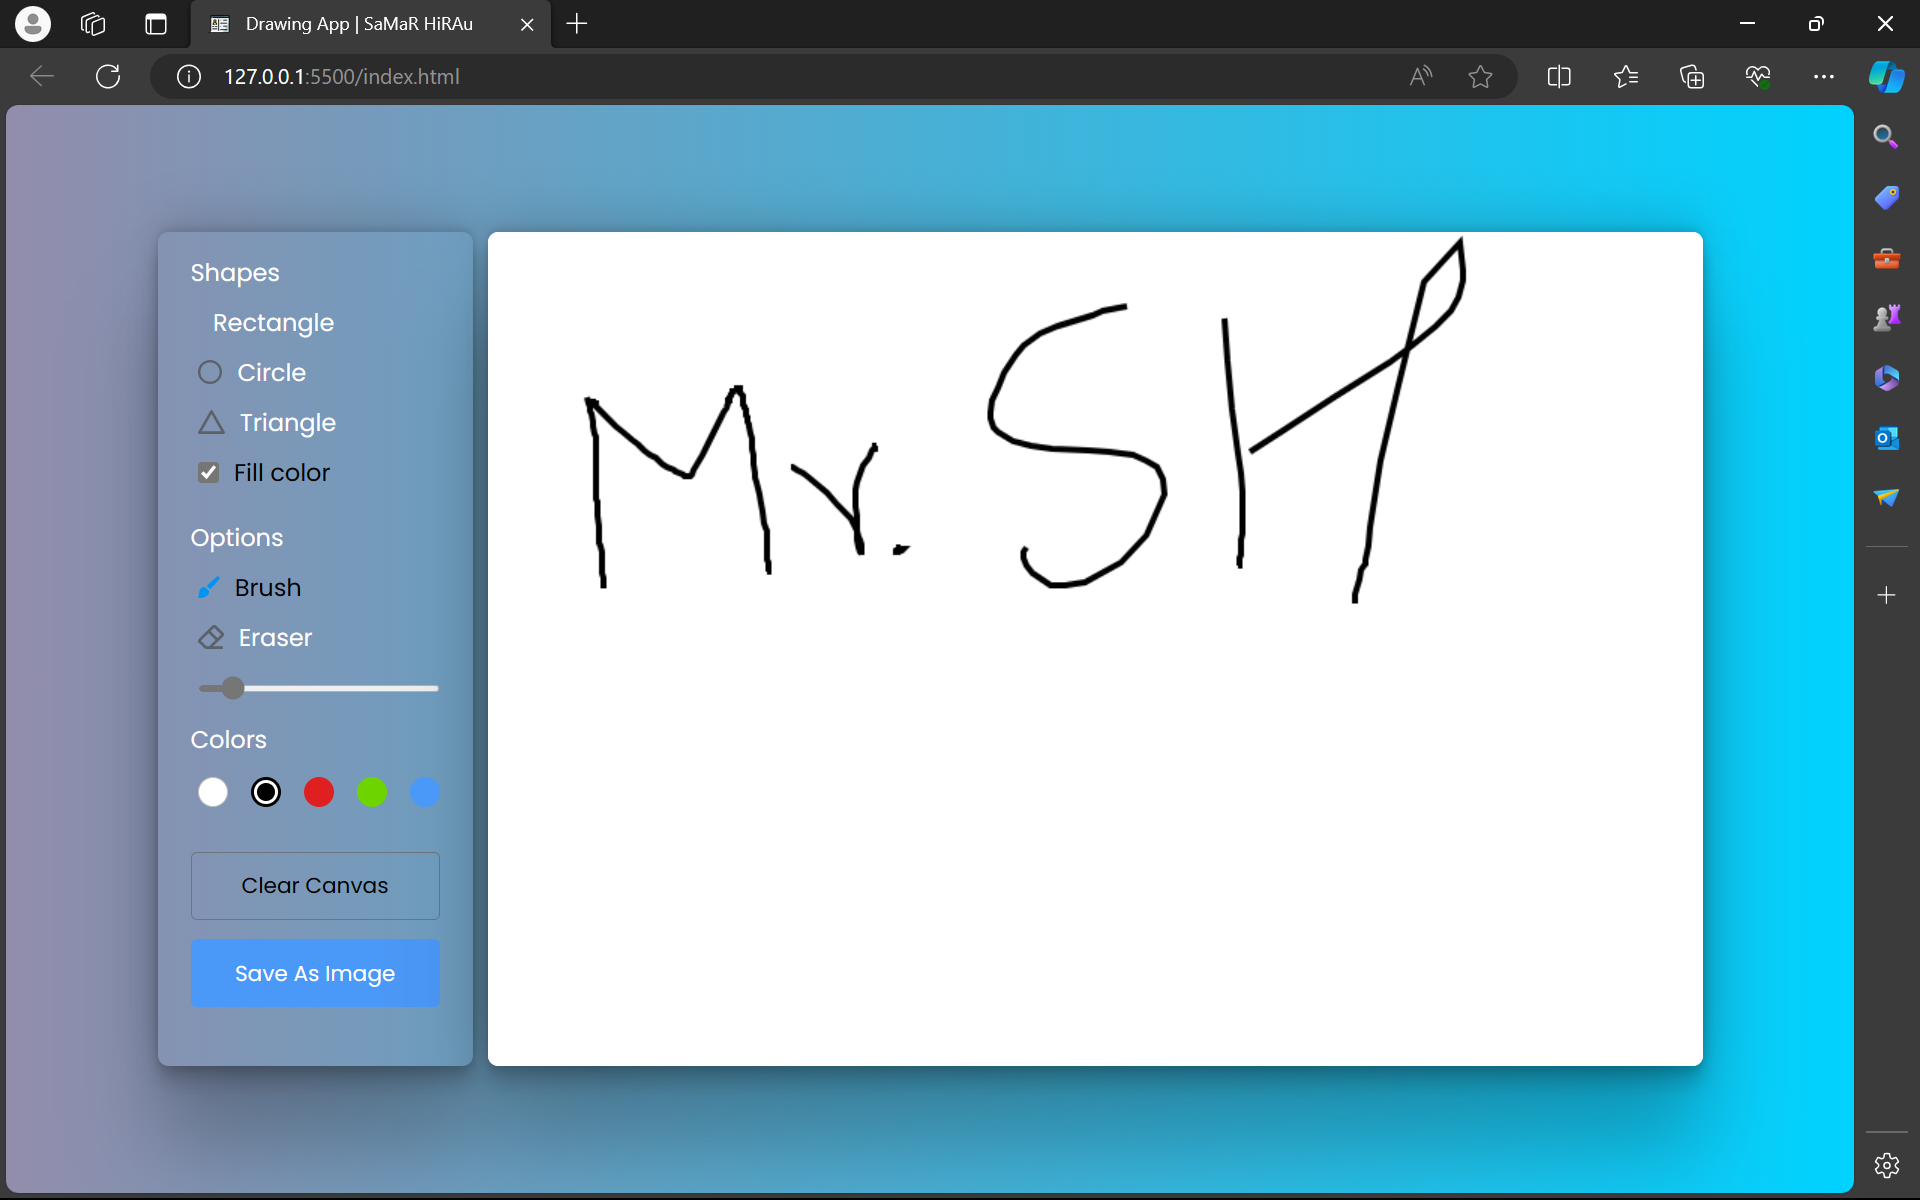 Drawing App | SaMaR HiRAu
127.0.0.1:5500/index.html
Shapes
Rectangle
Circle
Triangle
Fill color
Options
Brush
Eraser
Colors
Clear Canvas
Save As Image
Mr. SH